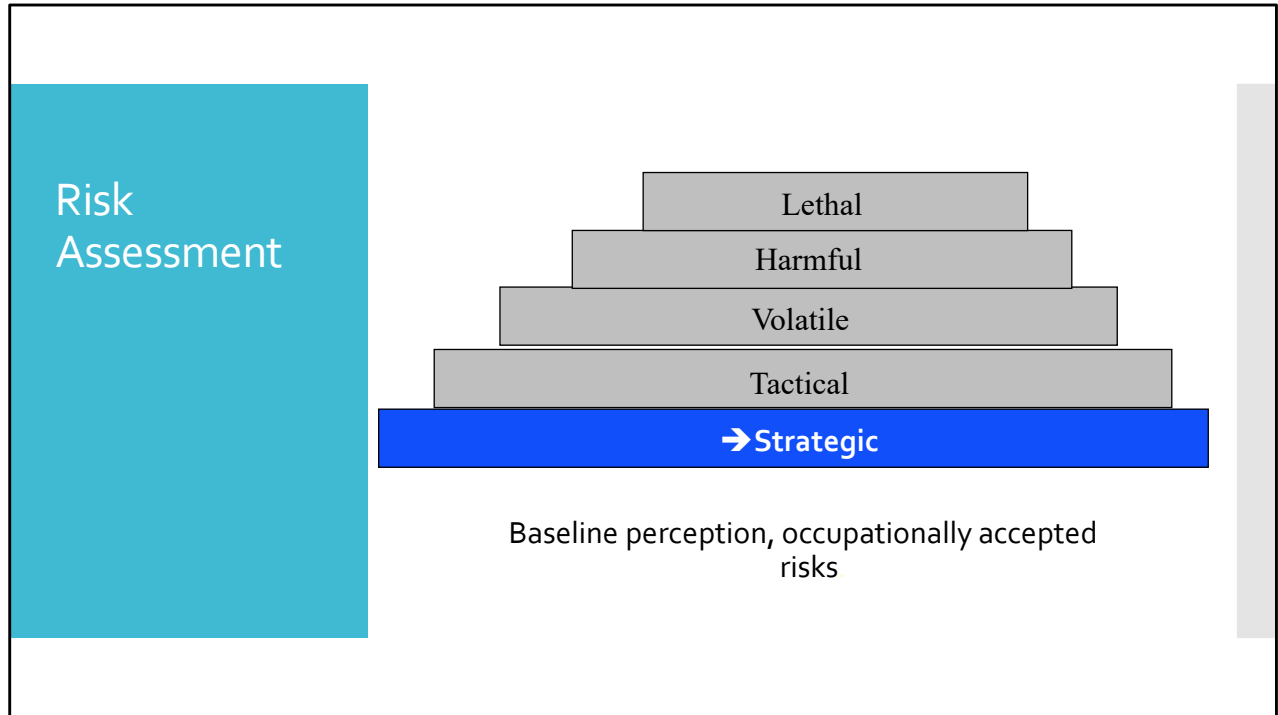 Risk
Assessment
Lethal
Harmful
Volatile
Tactical
➔Strategic
Baseline perception, occupationally accepted
risks